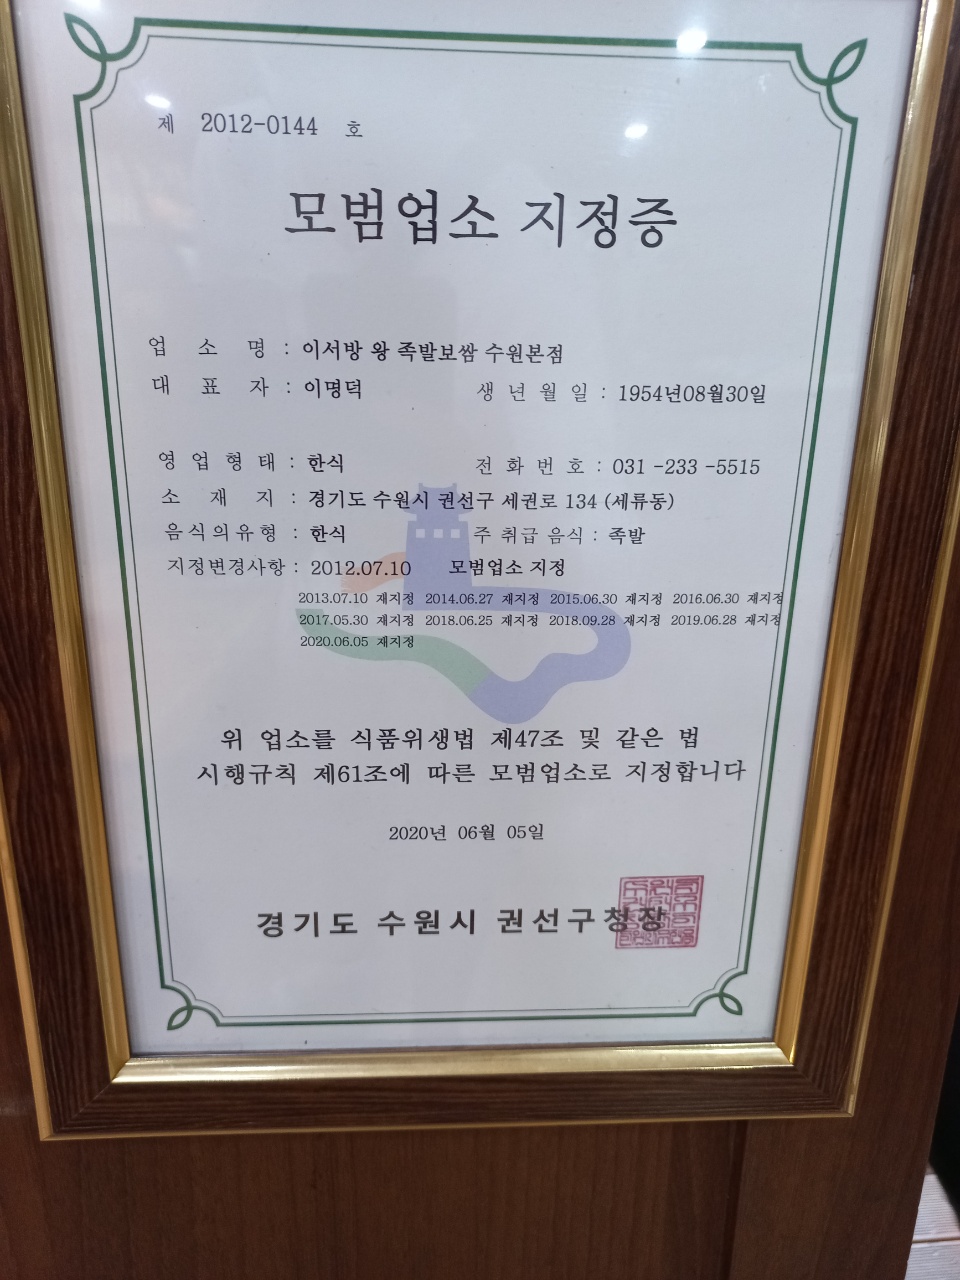 제 2012-0144 호
모범업소 지정증
업 소 명 : 이서방 왕 족발보쌈 수원본점
대 표 자 : 이명덕 생 년 월 일 : 1954년08월30일
영 업 형 태 : 한식 전 화 번 호 : 031 -233 -5515
소 재 지 : 경기도 수원시 권선구 세권로 134 (세류동)
음식의유형 : 한식 주 취급 음식 : 족발
지정변경사항 : 2012.07.10 모범업소 지정
2013.07.10 재지정 2014.06.27 재지정 2015.06.30 재지정 2016.06.30 재지정
2017.05.30 재지정 2018.06.25 재지정 2018.09.28 재지정 2019.06.28 재지정
2020.06.05 재지정
위 업소를 식품위생법 제47조 및 같은 법
시행규칙 제61조에 따른 모범업소로 지정합니다
2020년 06월 05일
경기도 수원시 권선구청장